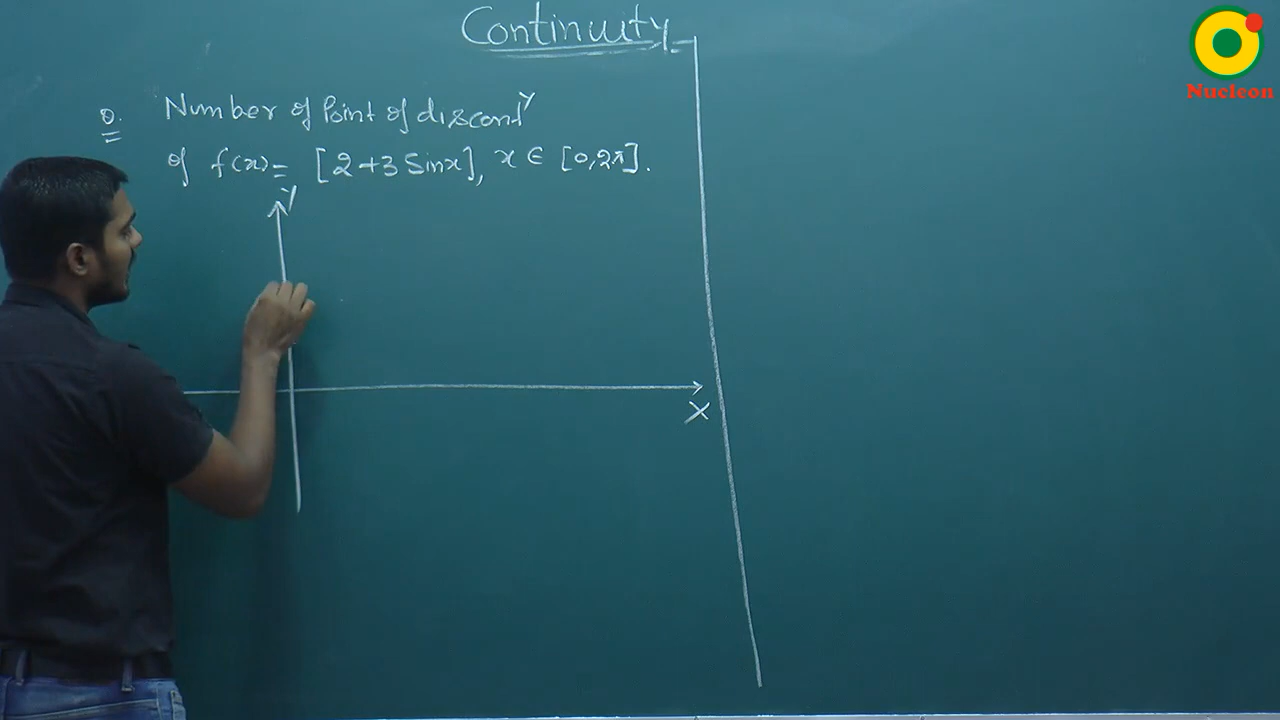 Continuity
Q. Number of Point of discont^y
of f(x) = [2+3 Sinx], x ∈ [0,2π].
Y
X
Nucleon